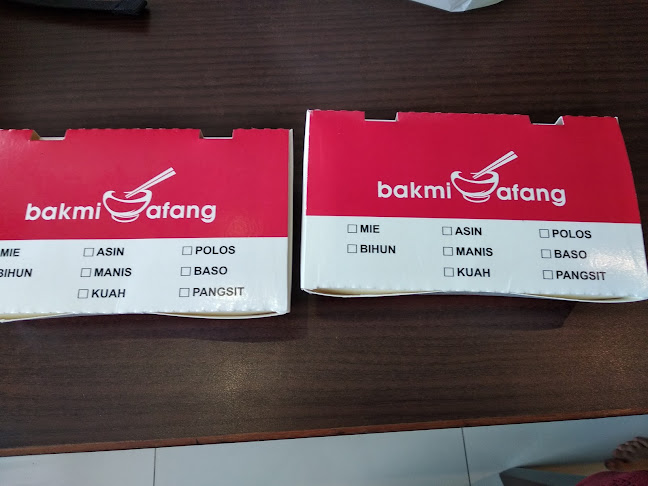 bakmi afang
MIE ASIN POLOS
BIHUN MANIS BASO
KUAH PANGSIT
bakmi afang
MIE ASIN POLOS
BIHUN MANIS BASO
KUAH PANGSIT